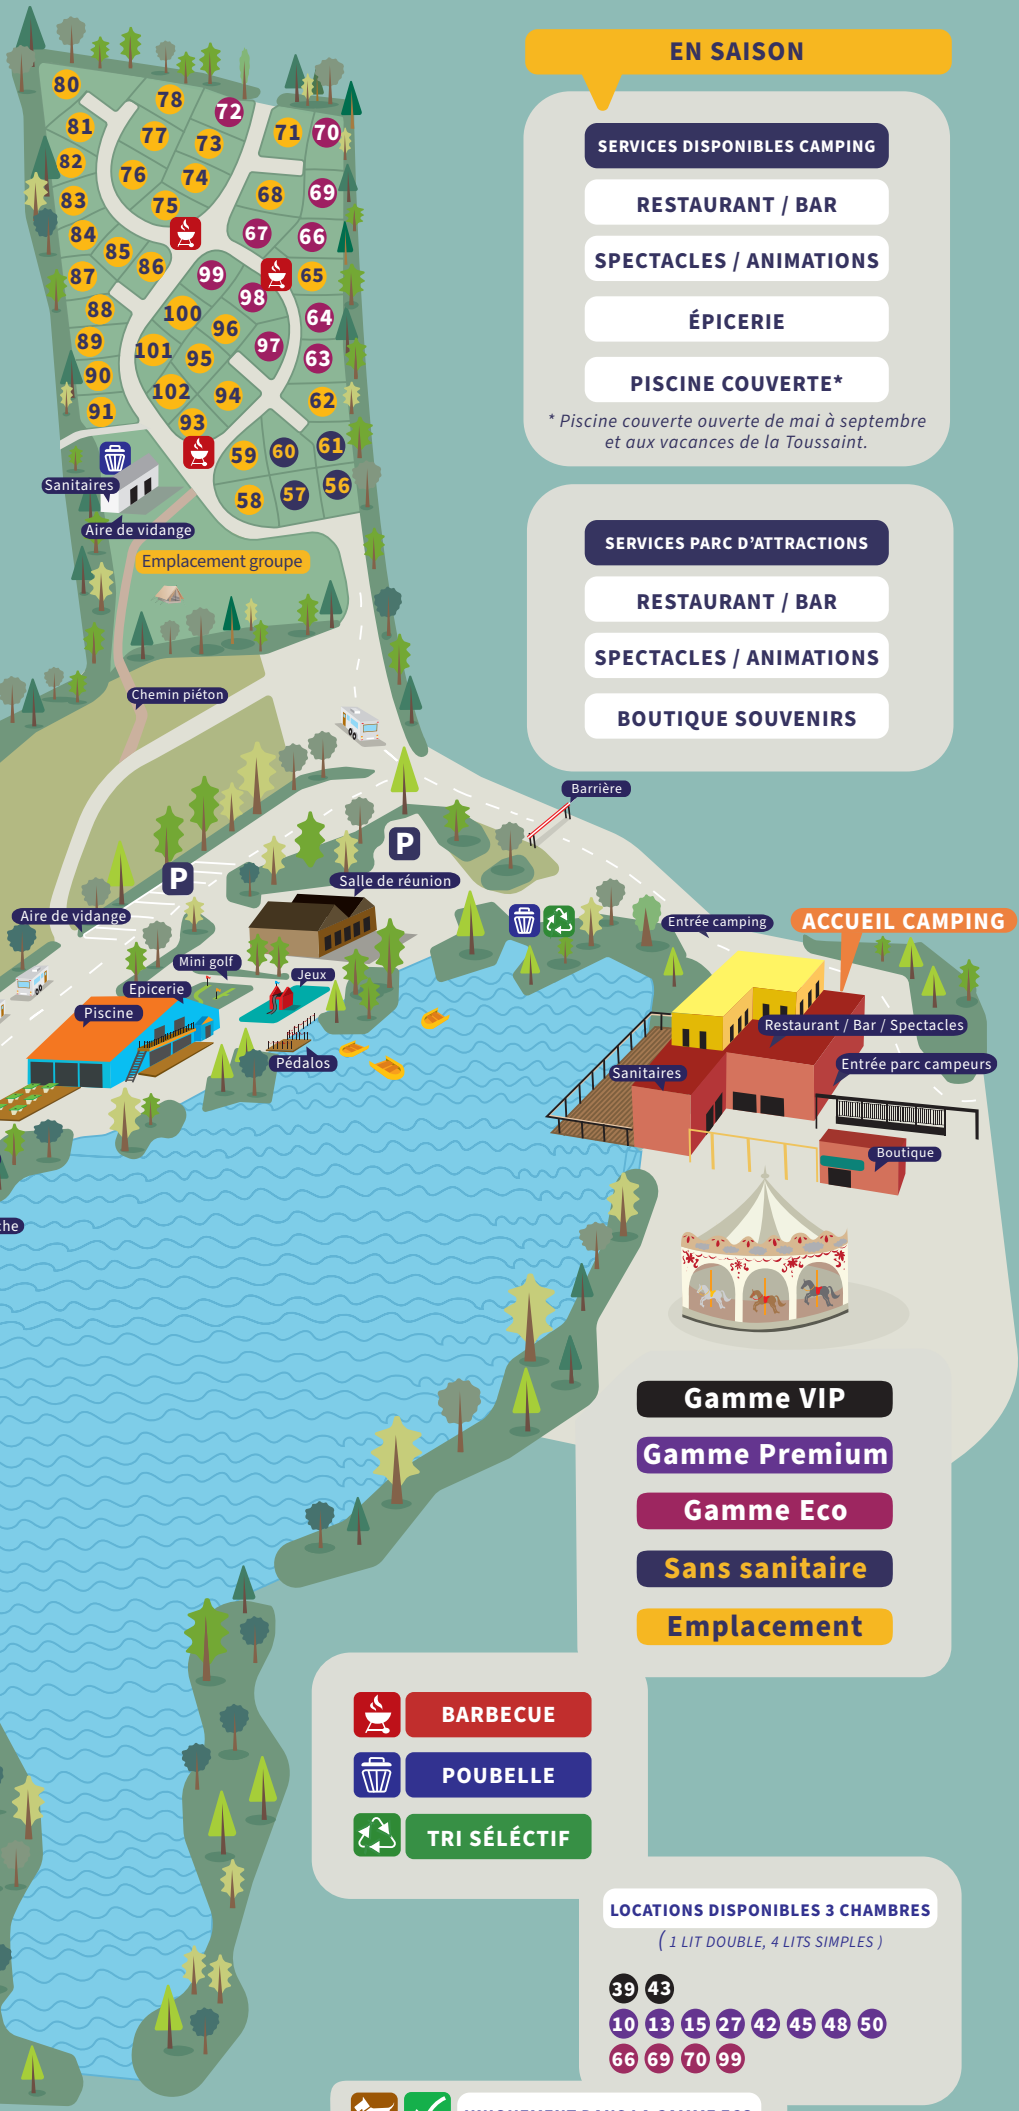 EN SAISON
SERVICES DISPONIBLES CAMPING
RESTAURANT / BAR
SPECTACLES / ANIMATIONS
ÉPICERIE
PISCINE COUVERTE*
* Piscine couverte ouverte de mai à septembre
et aux vacances de la Toussaint.
SERVICES PARC D'ATTRACTIONS
RESTAURANT / BAR
SPECTACLES / ANIMATIONS
BOUTIQUE SOUVENIRS
80
78
72
81
77
73
71
70
82
76
74
83
75
68
69
84
85
67
66
87
86
99
65
88
100
98
64
89
101
96
95
97
63
90
102
94
62
91
93
59
60
61
58
57
56
Sanitaires
Aire de vidange
Emplacement groupe
Chemin piéton
Barrière
P
P
Salle de réunion
Aire de vidange
Entrée camping
ACCUEIL CAMPING
Mini golf
Jeux
Epicerie
Piscine
Pédalos
Restaurant / Bar / Spectacles
Sanitaires
Entrée parc campeurs
Boutique
che
Gamme VIP
Gamme Premium
Gamme Eco
Sans sanitaire
Emplacement
BARBECUE
POUBELLE
TRI SÉLÉCTIF
LOCATIONS DISPONIBLES 3 CHAMBRES
( 1 LIT DOUBLE, 4 LITS SIMPLES )
39 43
10 13 15 27 42 45 48 50
66 69 70 99